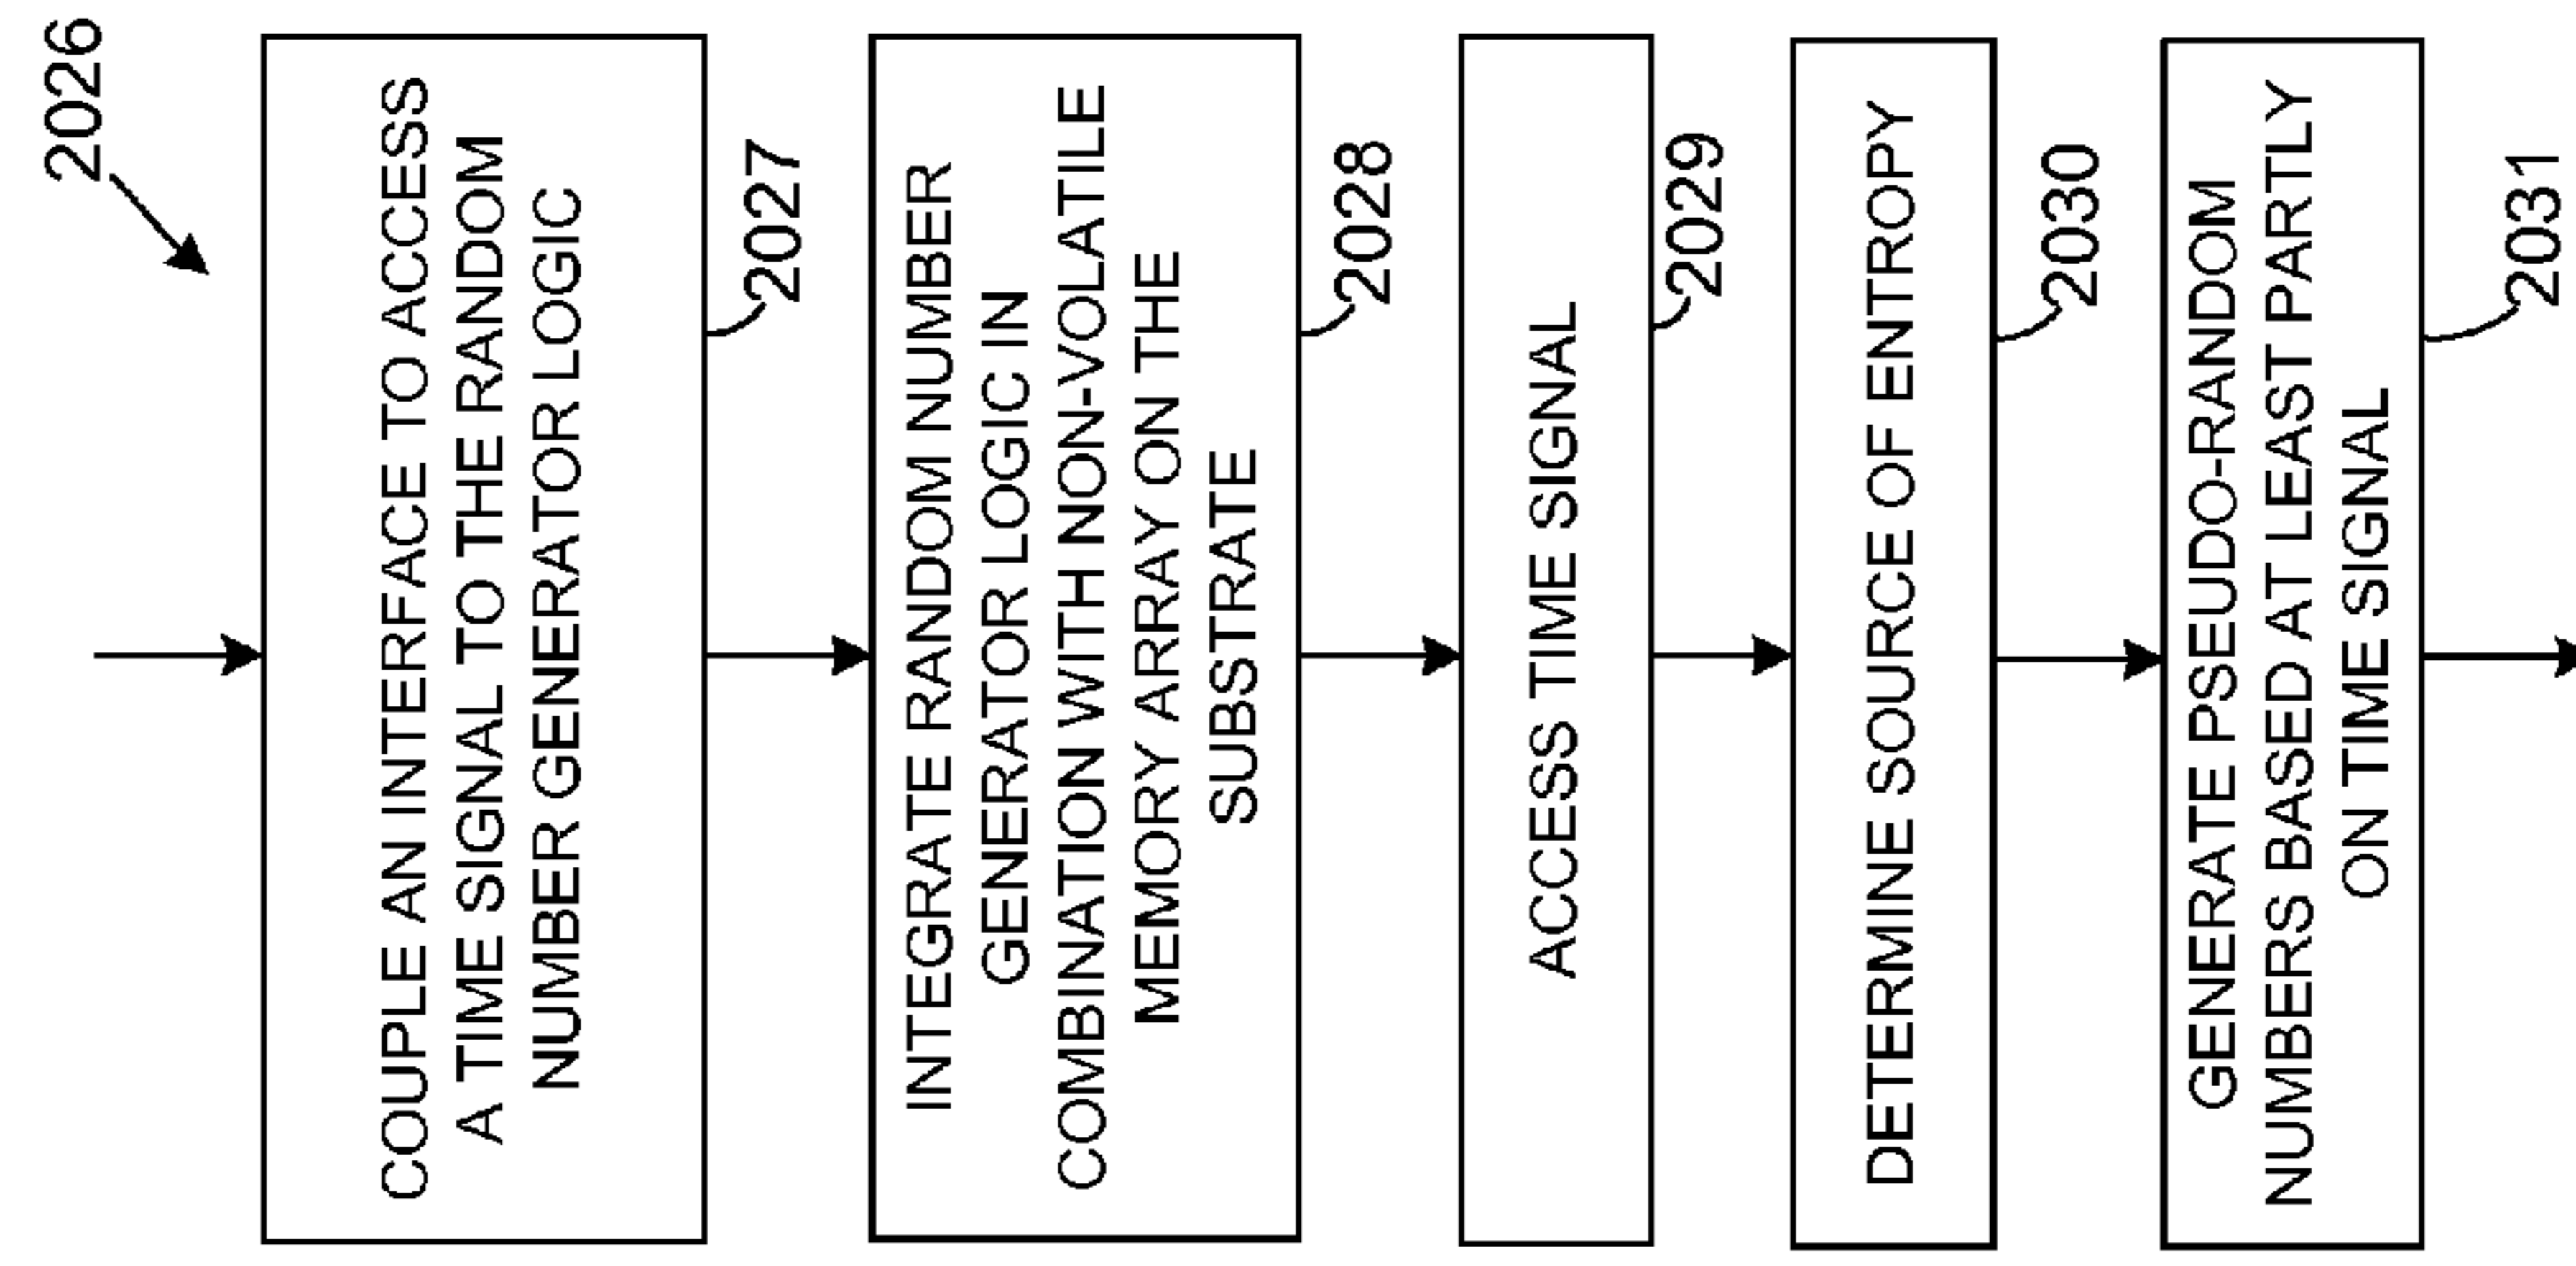 2026
COUPLE AN INTERFACE TO ACCESS
A TIME SIGNAL TO THE RANDOM
NUMBER GENERATOR LOGIC
2027
INTEGRATE RANDOM NUMBER
GENERATOR LOGIC IN
COMBINATION WITH NON-VOLATILE
MEMORY ARRAY ON THE
SUBSTRATE
2028
ACCESS TIME SIGNAL
2029
DETERMINE SOURCE OF ENTROPY
2030
GENERATE PSEUDO-RANDOM
NUMBERS BASED AT LEAST PARTLY
ON TIME SIGNAL
2031